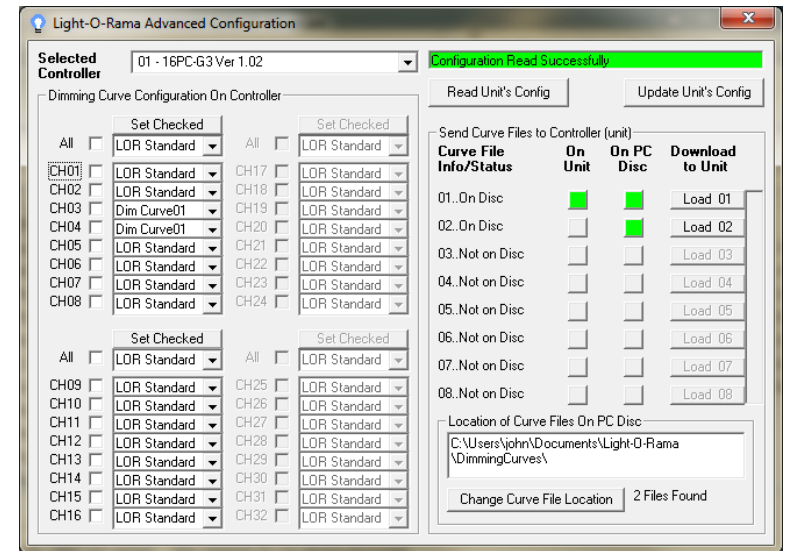 Light-O-Rama Advanced Configuration
Selected Controller
01 - 16PC-G3 Ver 1.02
Configuration Read Successfully
Read Unit's Config
Update Unit's Config
Dimming Curve Configuration On Controller
Set Checked
All LOR Standard
CH01 LOR Standard
CH02 LOR Standard
CH03 Dim Curve01
CH04 Dim Curve01
CH05 LOR Standard
CH06 LOR Standard
CH07 LOR Standard
CH08 LOR Standard
Set Checked
All LOR Standard
CH17 LOR Standard
CH18 LOR Standard
CH19 LOR Standard
CH20 LOR Standard
CH21 LOR Standard
CH22 LOR Standard
CH23 LOR Standard
CH24 LOR Standard
Set Checked
All LOR Standard
CH09 LOR Standard
CH10 LOR Standard
CH11 LOR Standard
CH12 LOR Standard
CH13 LOR Standard
CH14 LOR Standard
CH15 LOR Standard
CH16 LOR Standard
Set Checked
All LOR Standard
CH25 LOR Standard
CH26 LOR Standard
CH27 LOR Standard
CH28 LOR Standard
CH29 LOR Standard
CH30 LOR Standard
CH31 LOR Standard
CH32 LOR Standard
Send Curve Files to Controller (unit)
Curve File On On PC Download
Info/Status Unit Disc to Unit
01..On Disc Load 01
02..On Disc Load 02
03..Not on Disc Load 03
04..Not on Disc Load 04
05..Not on Disc Load 05
06..Not on Disc Load 06
07..Not on Disc Load 07
08..Not on Disc Load 08
Location of Curve Files On PC Disc
C:\Users\john\Documents\Light-O-Rama
\DimmingCurves\
Change Curve File Location 2 Files Found